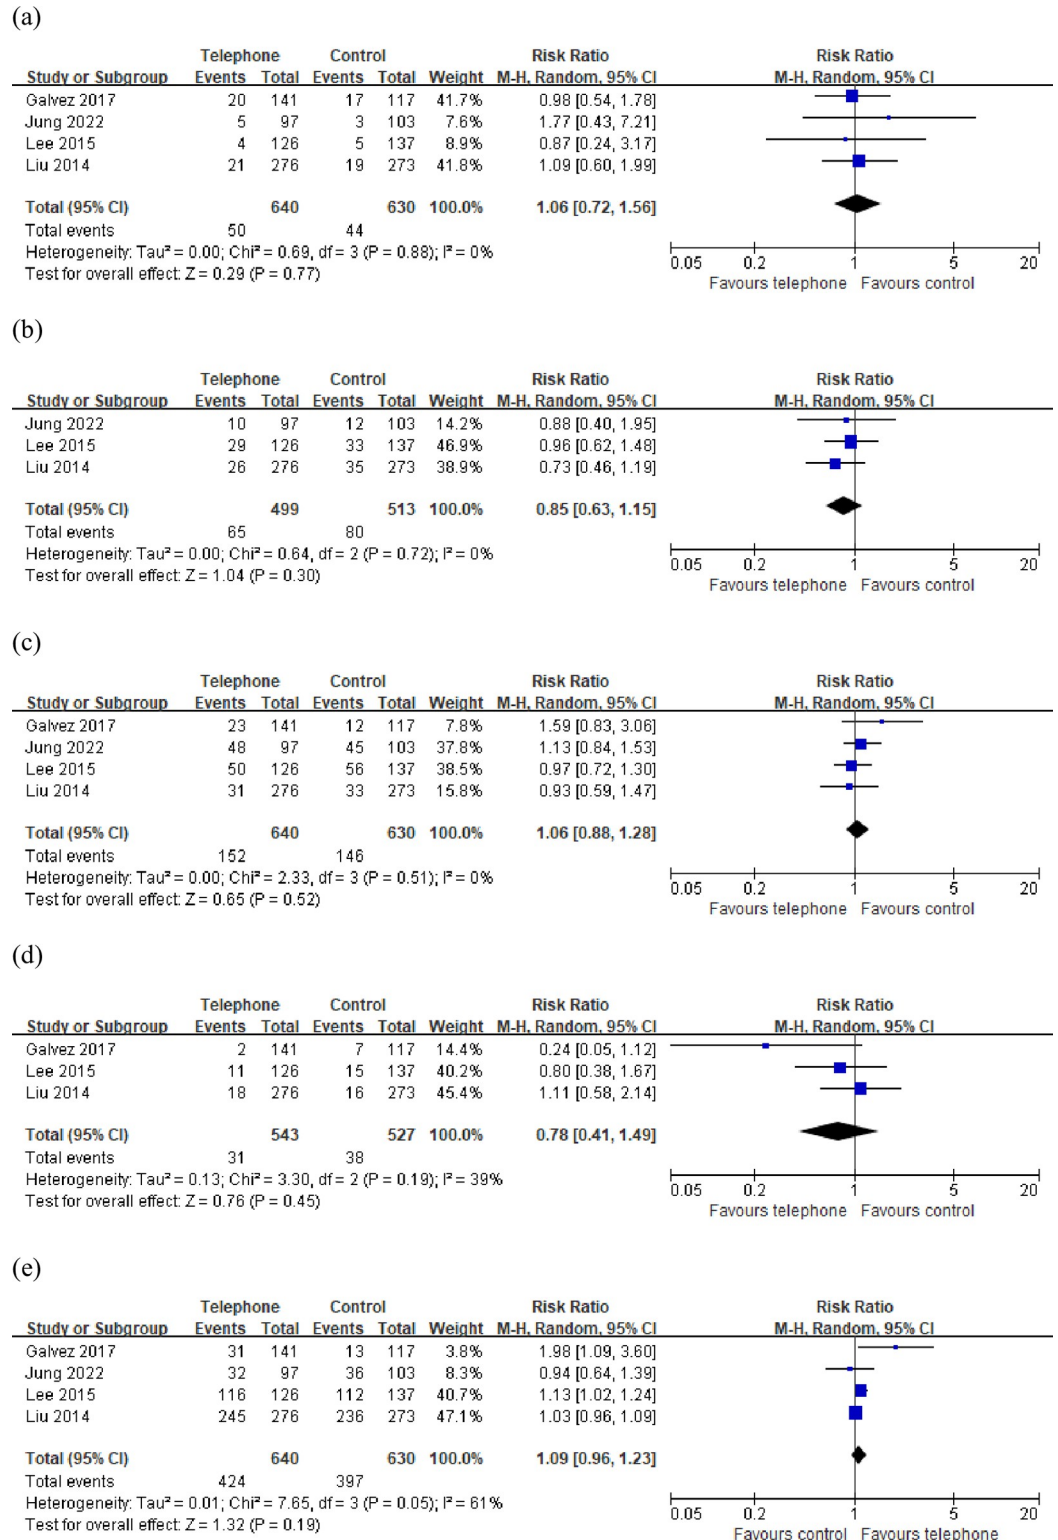 (a)
Telephone Control Risk Ratio Risk Ratio
Study or Subgroup Events Total Events Total Weight M-H, Random, 95% CI M-H, Random, 95% CI
Galvez 2017 20 141 17 117 41.7% 0.98 [0.54, 1.78]
Jung 2022 5 97 3 103 7.6% 1.77 [0.43, 7.21]
Lee 2015 4 126 5 137 8.9% 0.87 [0.24, 3.17]
Liu 2014 21 276 19 273 41.8% 1.09 [0.60, 1.99]
Total (95% CI) 640 630 100.0% 1.06 [0.72, 1.56]
Total events 50 44
Heterogeneity: Tau² = 0.00; Chi² = 0.69, df = 3 (P = 0.88); I² = 0%
Test for overall effect: Z = 0.29 (P = 0.77)
0.05 0.2 1 5 20
Favours telephone Favours control
(b)
Telephone Control Risk Ratio Risk Ratio
Study or Subgroup Events Total Events Total Weight M-H, Random, 95% CI M-H, Random, 95% CI
Jung 2022 10 97 12 103 14.2% 0.88 [0.40, 1.95]
Lee 2015 29 126 33 137 46.9% 0.96 [0.62, 1.48]
Liu 2014 26 276 35 273 38.9% 0.73 [0.46, 1.19]
Total (95% CI) 499 513 100.0% 0.85 [0.63, 1.15]
Total events 65 80
Heterogeneity: Tau² = 0.00; Chi² = 0.64, df = 2 (P = 0.72); I² = 0%
Test for overall effect: Z = 1.04 (P = 0.30)
0.05 0.2 1 5 20
Favours telephone Favours control
(c)
Telephone Control Risk Ratio Risk Ratio
Study or Subgroup Events Total Events Total Weight M-H, Random, 95% CI M-H, Random, 95% CI
Galvez 2017 23 141 12 117 7.8% 1.59 [0.83, 3.06]
Jung 2022 48 97 45 103 37.8% 1.13 [0.84, 1.53]
Lee 2015 50 126 56 137 38.5% 0.97 [0.72, 1.30]
Liu 2014 31 276 33 273 15.8% 0.93 [0.59, 1.47]
Total (95% CI) 640 630 100.0% 1.06 [0.88, 1.28]
Total events 152 146
Heterogeneity: Tau² = 0.00; Chi² = 2.33, df = 3 (P = 0.51); I² = 0%
Test for overall effect: Z = 0.65 (P = 0.52)
0.05 0.2 1 5 20
Favours telephone Favours control
(d)
Telephone Control Risk Ratio Risk Ratio
Study or Subgroup Events Total Events Total Weight M-H, Random, 95% CI M-H, Random, 95% CI
Galvez 2017 2 141 7 117 14.4% 0.24 [0.05, 1.12]
Lee 2015 11 126 15 137 40.2% 0.80 [0.38, 1.67]
Liu 2014 18 276 16 273 45.4% 1.11 [0.58, 2.14]
Total (95% CI) 543 527 100.0% 0.78 [0.41, 1.49]
Total events 31 38
Heterogeneity: Tau² = 0.13; Chi² = 3.30, df = 2 (P = 0.19); I² = 39%
Test for overall effect: Z = 0.76 (P = 0.45)
0.05 0.2 1 5 20
Favours telephone Favours control
(e)
Telephone Control Risk Ratio Risk Ratio
Study or Subgroup Events Total Events Total Weight M-H, Random, 95% CI M-H, Random, 95% CI
Galvez 2017 31 141 13 117 3.8% 1.98 [1.09, 3.60]
Jung 2022 32 97 36 103 8.3% 0.94 [0.64, 1.39]
Lee 2015 116 126 112 137 40.7% 1.13 [1.02, 1.24]
Liu 2014 245 276 236 273 47.1% 1.03 [0.96, 1.09]
Total (95% CI) 640 630 100.0% 1.09 [0.96, 1.23]
Total events 424 397
Heterogeneity: Tau² = 0.01; Chi² = 7.65, df = 3 (P = 0.05); I² = 61%
Test for overall effect: Z = 1.32 (P = 0.19)
0.05 0.2 1 5 20
Favours control Favours telephone